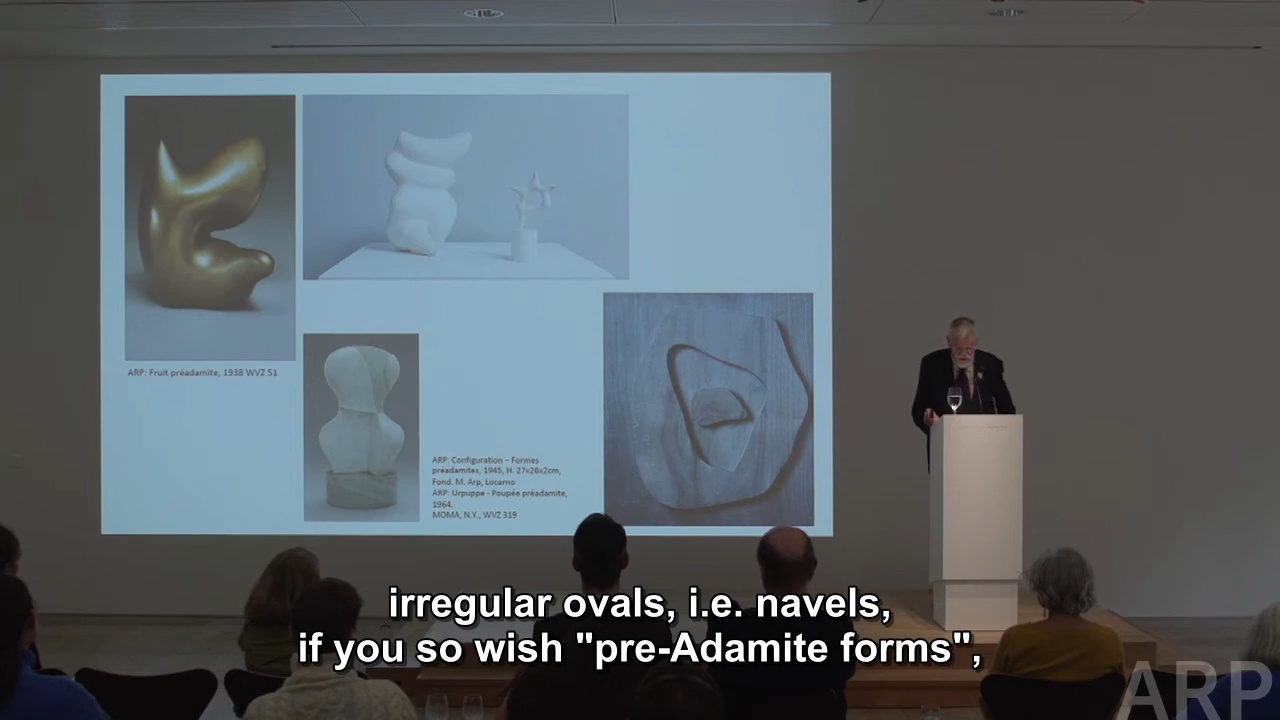 ARP: Fruit préadamite, 1938 WVZ 51
ARP: Configuration – Formes
préadamites, 1945, H. 27x26x2cm,
Fond. M. Arp, Locarno
ARP: Urpuppe - Poupée préadamite,
1964.
MOMA, N.Y., WVZ 319
irregular ovals, i.e. navels,
if you so wish "pre-Adamite forms",
ARP